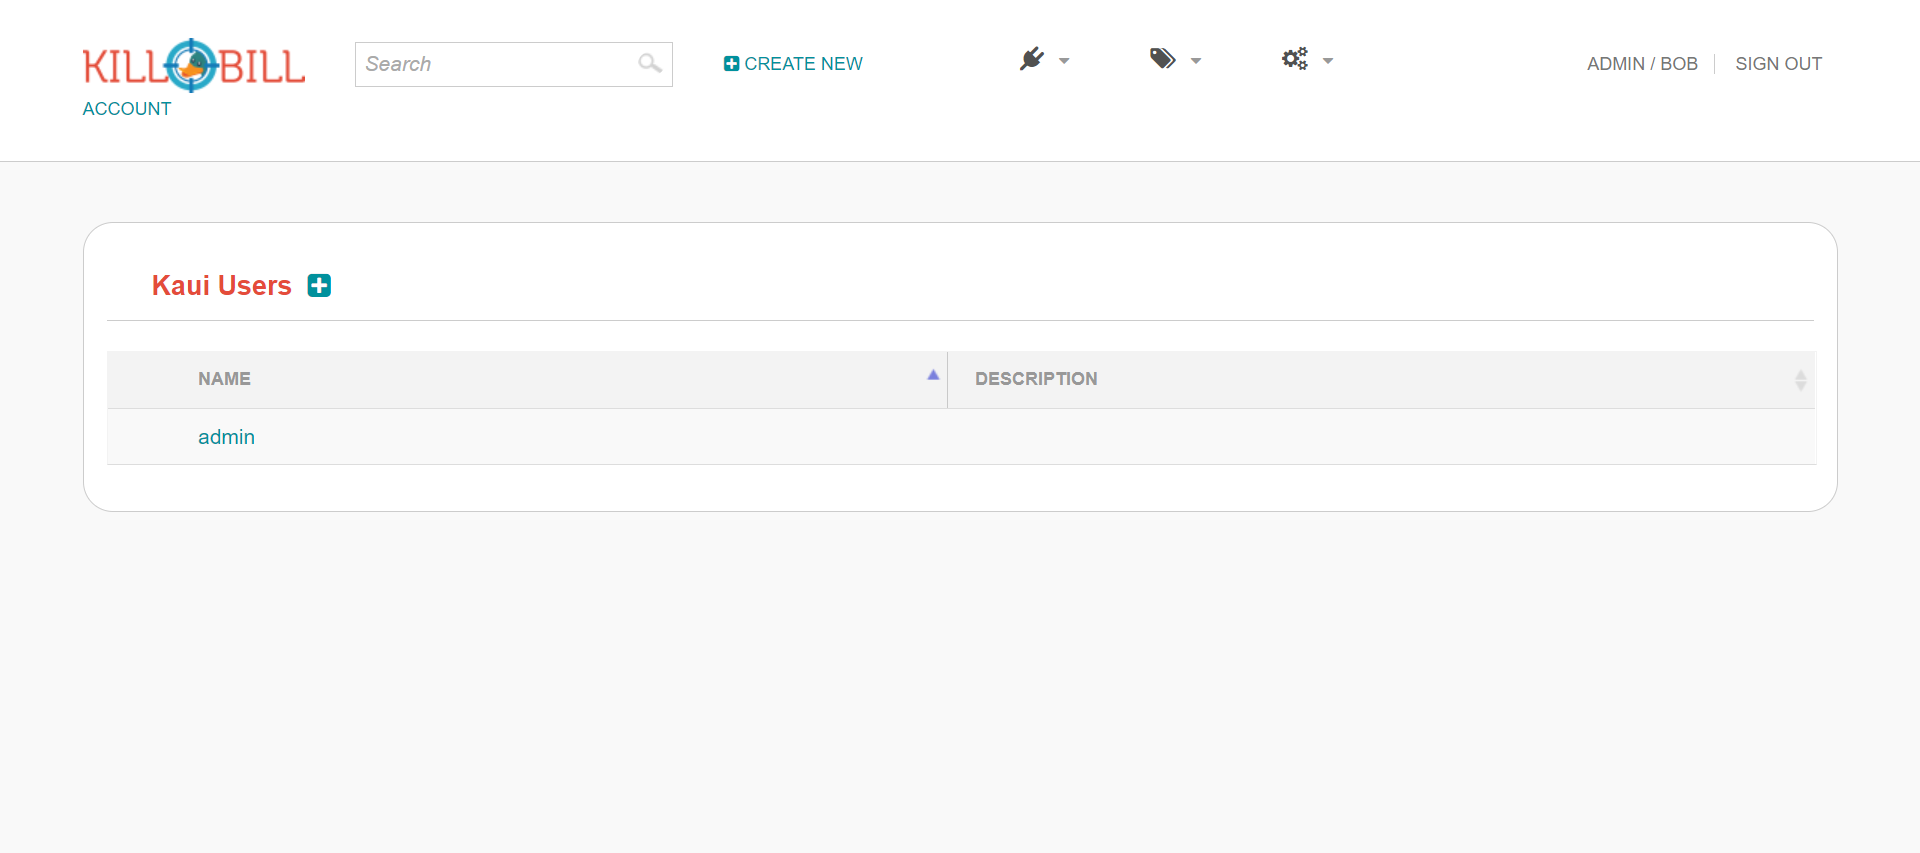 KILL BILL
ACCOUNT
Search
CREATE NEW
ADMIN / BOB
SIGN OUT
Kaui Users
NAME
DESCRIPTION
admin